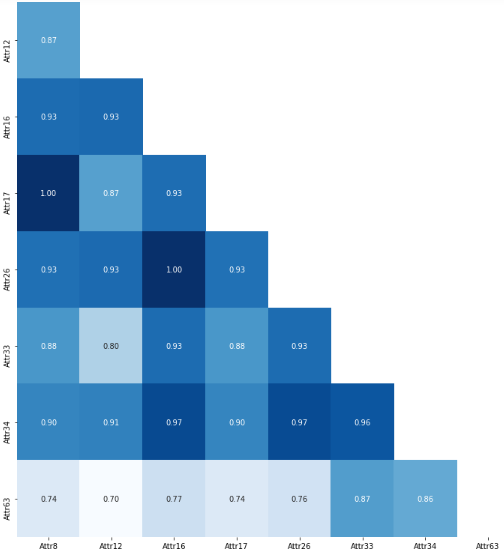 Attr12 0.87
Attr16 0.93 0.93
Attr17 1.00 0.87 0.93
Attr26 0.93 0.93 1.00 0.93
Attr33 0.88 0.80 0.93 0.88 0.93
Attr34 0.90 0.91 0.97 0.90 0.97 0.96
Attr63 0.74 0.70 0.77 0.74 0.76 0.87 0.86
Attr8 Attr12 Attr16 Attr17 Attr26 Attr33 Attr34 Attr63